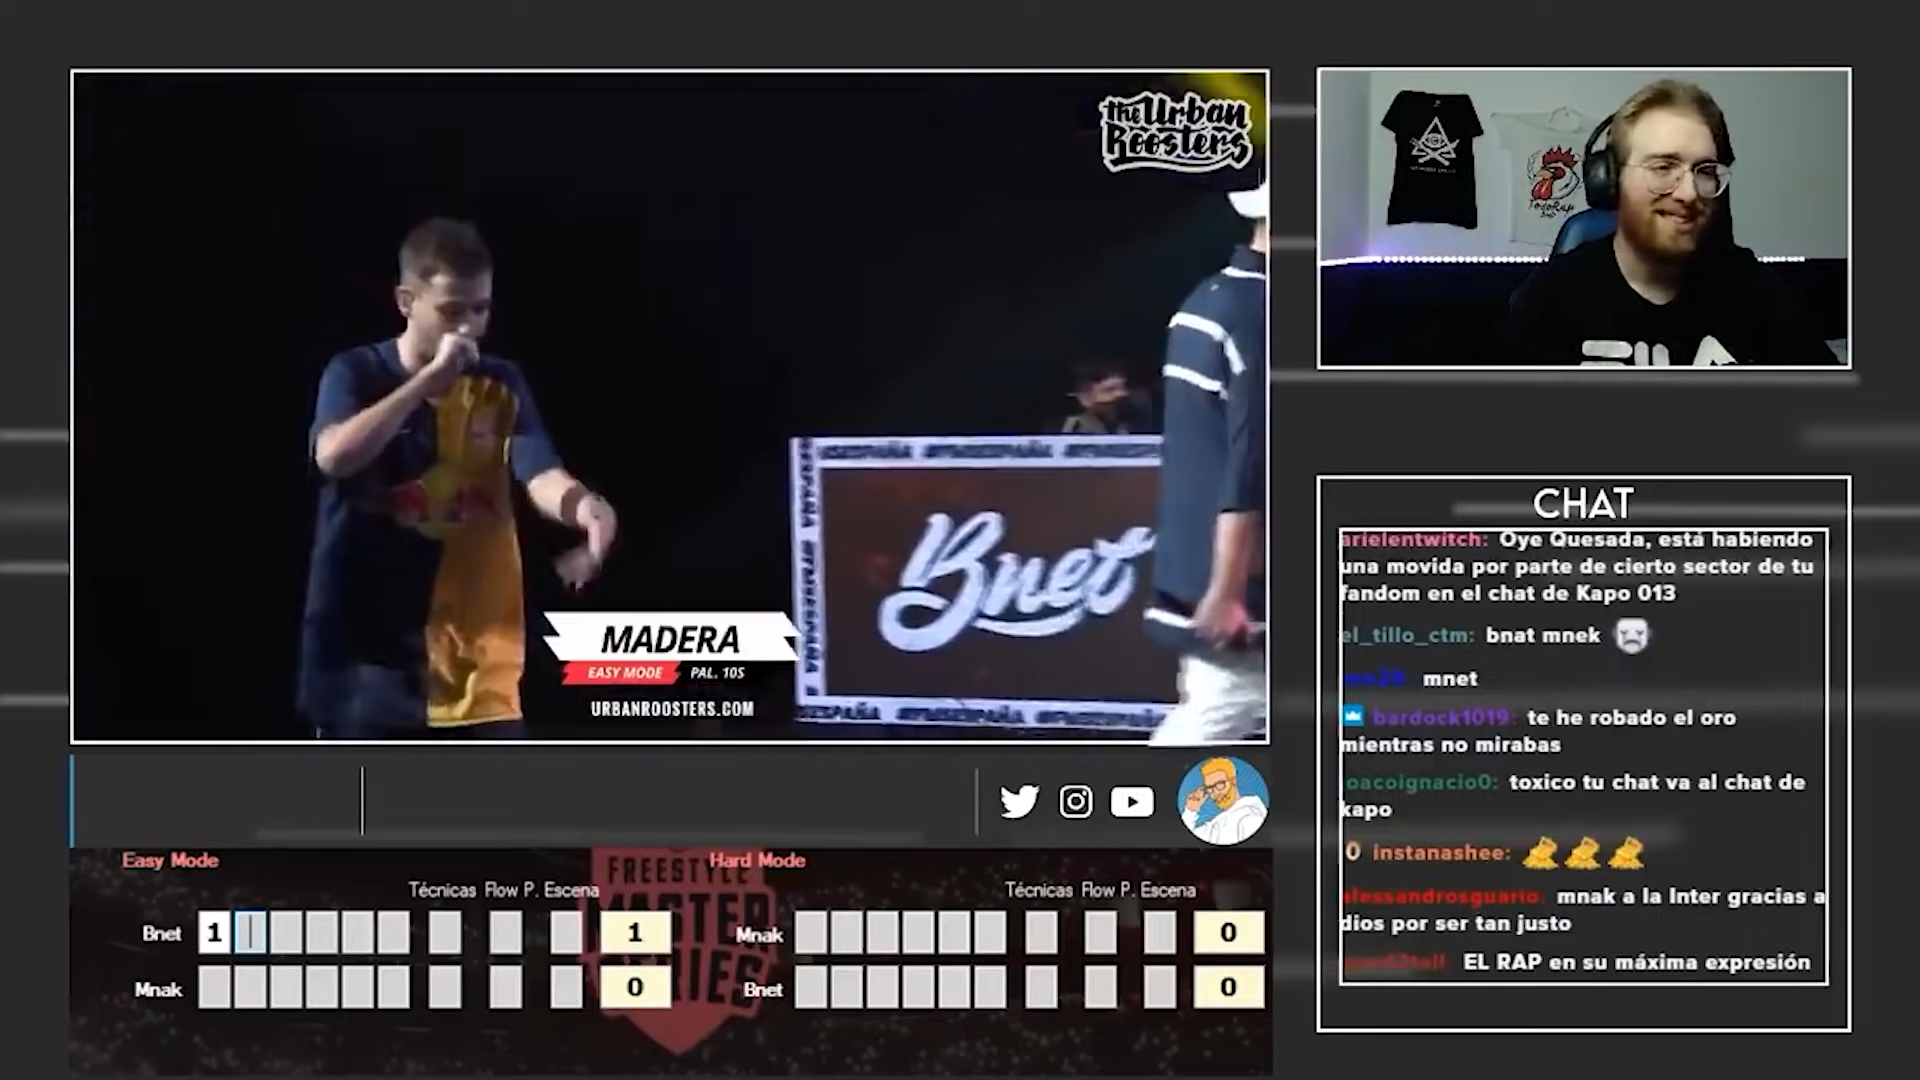 the Urban
Roosters
#FMSESPAÑA
Bnet
MADERA
EASY MODE PAL. 10S
URBANROOSTERS.COM
TodoRap
FILA
CHAT
arielentwitch: Oye Quesada, está habiendo
una movida por parte de cierto sector de tu
fandom en el chat de Kapo 013
el_tillo_ctm: bnat mnek
mnet
bardock1019: te he robado el oro
mientras no mirabas
oacoignacio0: toxico tu chat va al chat de
kapo
instanashee:
alessandrosguario: mnak a la Inter gracias a
dios por ser tan justo
EL RAP en su máxima expresión
Easy Mode
Técnicas Flow P. Escena
Bnet 1 1
Mnak 0
FREESTYLE
MASTER
SERIES
Hard Mode
Técnicas Flow P. Escena
Mnak 0
Bnet 0